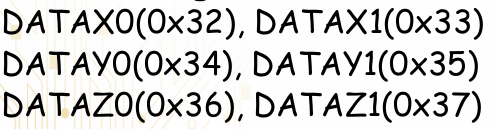 DATAX0(0x32), DATAX1(0x33)
DATAY0(0x34), DATAY1(0x35)
DATAZ0(0x36), DATAZ1(0x37)